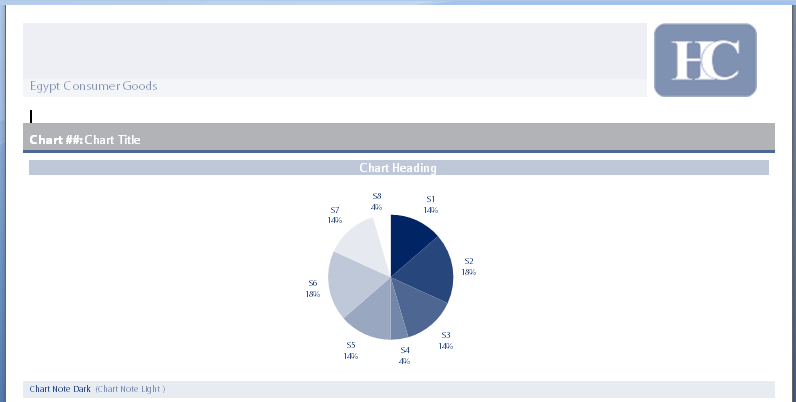 HC
Egypt Consumer Goods
Chart ##: Chart Title
Chart Heading
S8
4%
S1
14%
S7
14%
S2
18%
S6
18%
S3
14%
S5
14%
S4
4%
Chart Note Dark (Chart Note Light )